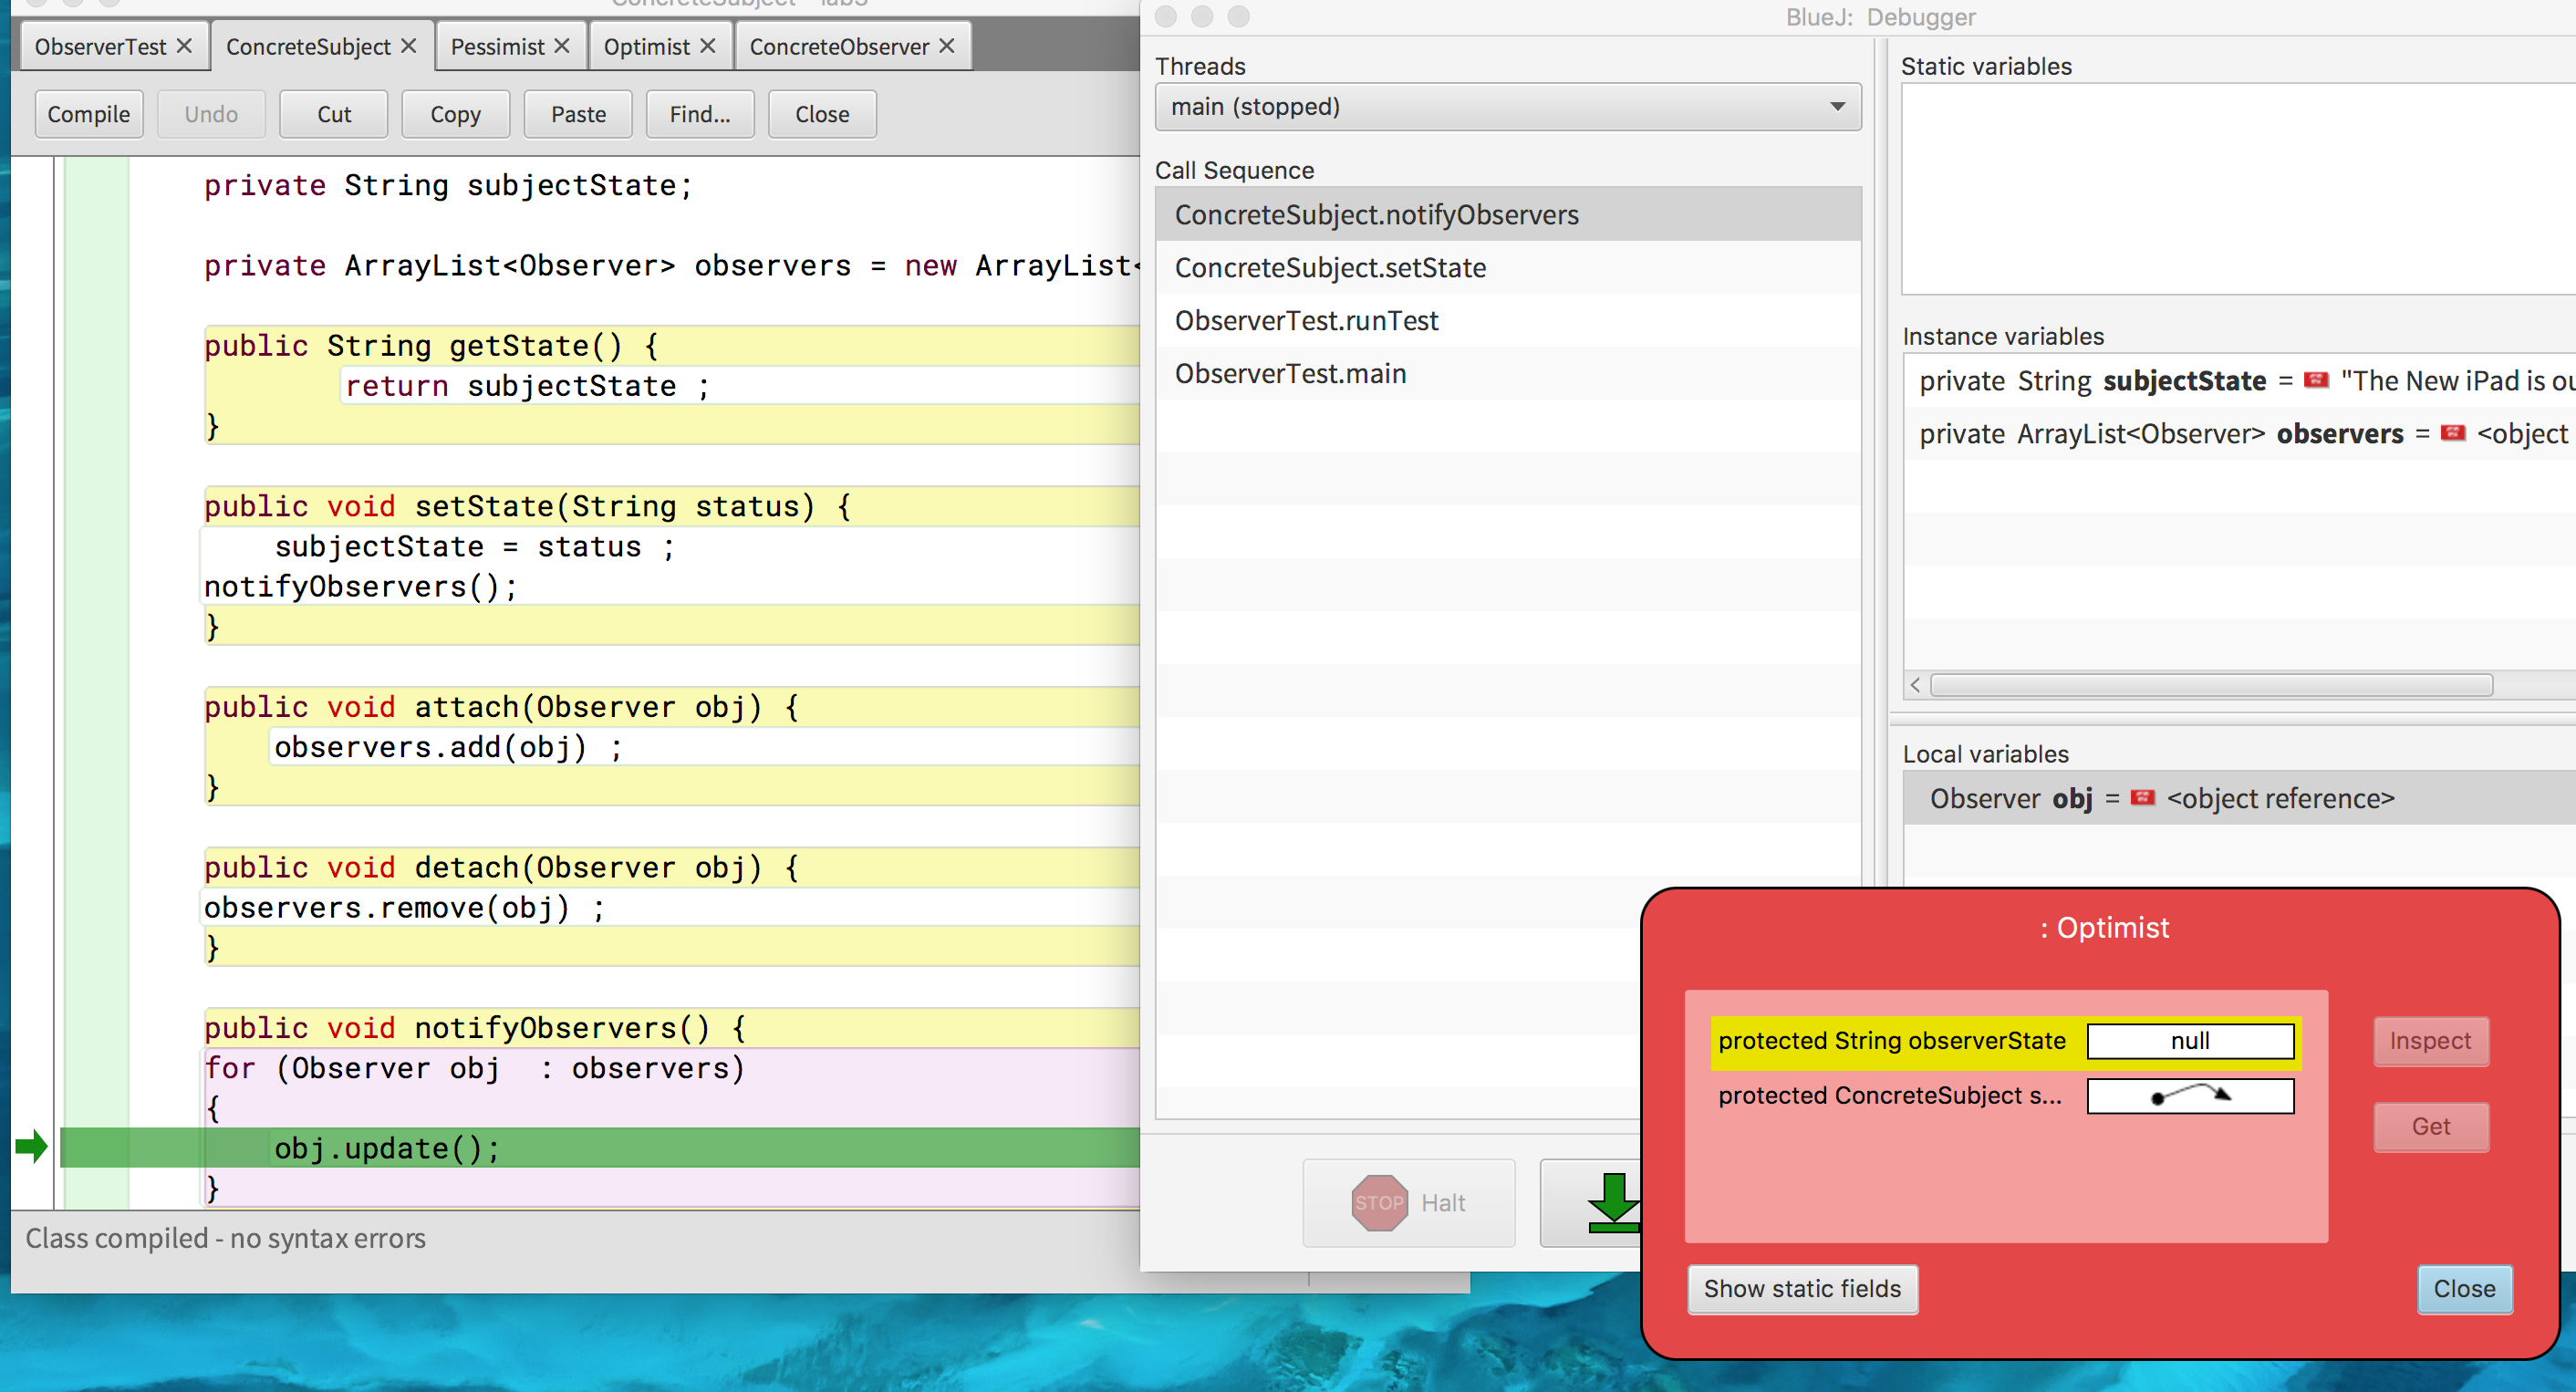 ConcreteSubject - lab5
ObserverTest ConcreteSubject Pessimist Optimist ConcreteObserver
Compile Undo Cut Copy Paste Find... Close
private String subjectState;
private ArrayList<Observer> observers = new ArrayList<
public String getState() {
return subjectState ;
}
public void setState(String status) {
subjectState = status ;
notifyObservers();
}
public void attach(Observer obj) {
observers.add(obj) ;
}
public void detach(Observer obj) {
observers.remove(obj) ;
}
public void notifyObservers() {
for (Observer obj  : observers)
{
obj.update();
}
Class compiled - no syntax errors
BlueJ:  Debugger
Threads
main (stopped)
Call Sequence
ConcreteSubject.notifyObservers
ConcreteSubject.setState
ObserverTest.runTest
ObserverTest.main
STOP Halt
Static variables
Instance variables
private String subjectState = "The New iPad is ou
private ArrayList<Observer> observers = <object
Local variables
Observer obj = <object reference>
: Optimist
protected String observerState null
protected ConcreteSubject s...
Inspect
Get
Show static fields
Close